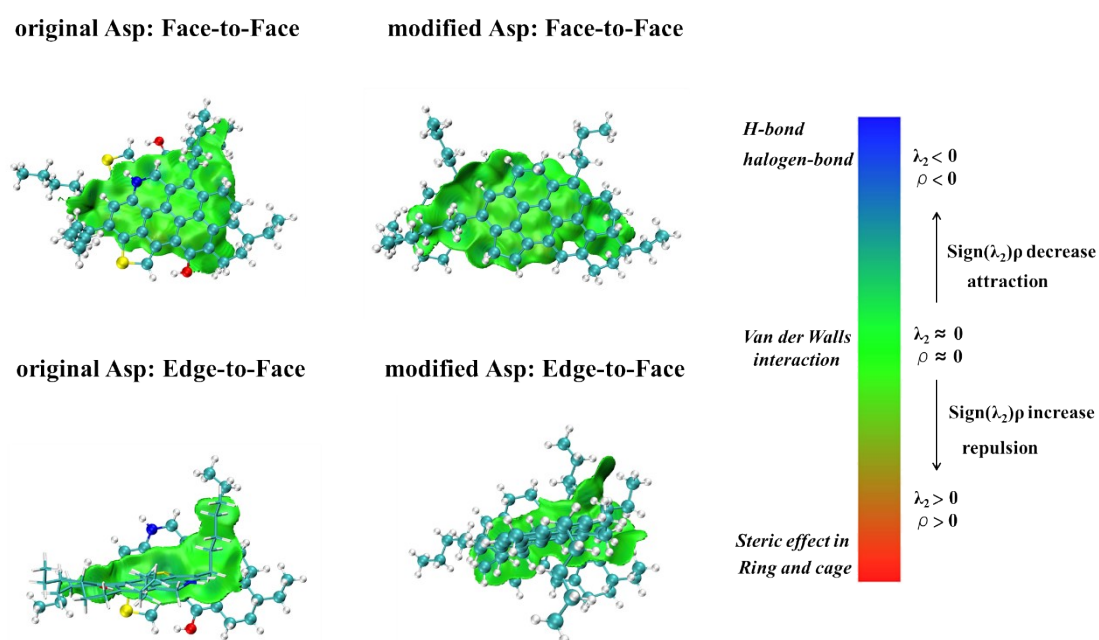 original Asp: Face-to-Face
modified Asp: Face-to-Face
original Asp: Edge-to-Face
modified Asp: Edge-to-Face
H-bond
halogen-bond
λ₂ < 0
ρ < 0
Sign(λ₂)ρ decrease
attraction
Van der Walls
interaction
λ₂ ≈ 0
ρ ≈ 0
Sign(λ₂)ρ increase
repulsion
λ₂ > 0
ρ > 0
Steric effect in
Ring and cage